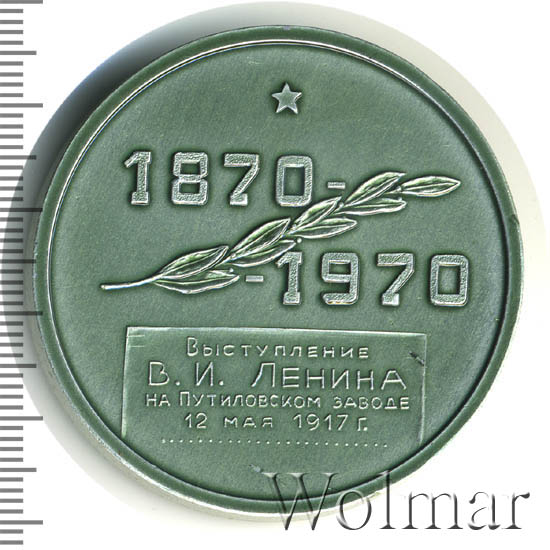 1870-
-1970
Выступление
В. И. Ленина
на Путиловском заводе
12 мая 1917 г.
Wolmar